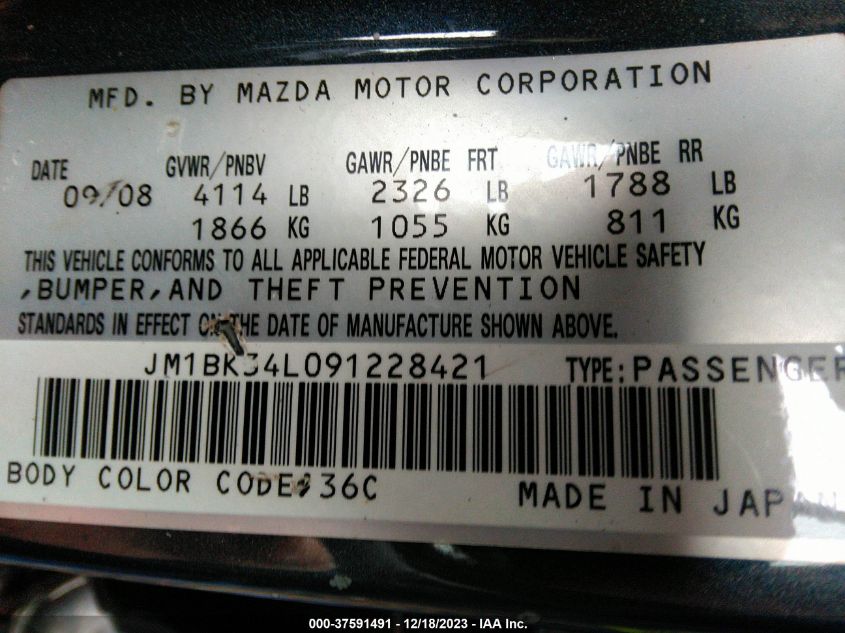 MFD. BY MAZDA MOTOR CORPORATION
DATE GVWR/PNBV GAWR/PNBE FRT GAWR/PNBE RR
09/08 4114 LB 2326 LB 1788 LB
1866 KG 1055 KG 811 KG
THIS VEHICLE CONFORMS TO ALL APPLICABLE FEDERAL MOTOR VEHICLE SAFETY
,BUMPER,AND THEFT PREVENTION
STANDARDS IN EFFECT ON THE DATE OF MANUFACTURE SHOWN ABOVE.
JM1BK34L091228421 TYPE:PASSENGER
BODY COLOR CODE:36C MADE IN JAPAN
000-37591491 - 12/18/2023 - IAA Inc.